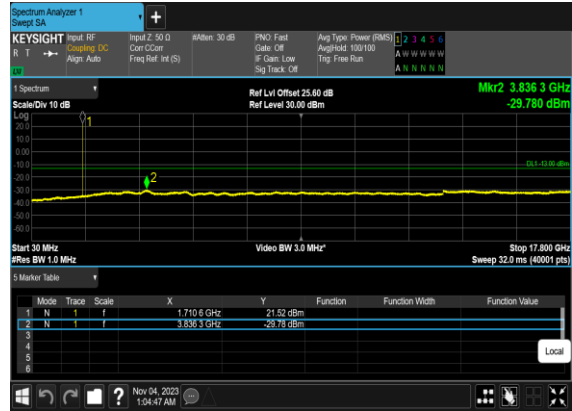 Spectrum Analyzer 1
Swept SA
+
KEYSIGHT Input: RF Input Z: 50 Ω #Atten: 30 dB PNO: Fast Avg Type: Power (RMS) 1 2 3 4 5 6
R T Coupling: DC Corr CCorr Gate: Off Avg|Hold: 100/100 A W W W W W
Align: Auto Freq Ref: Int (S) IF Gain: Low Trig: Free Run
Sig Track: Off A N N N N N
1 Spectrum Ref Lvl Offset 25.60 dB Mkr2 3.836 3 GHz
Scale/Div 10 dB Ref Level 30.00 dBm -29.780 dBm
Log
20.0
10.0
0.00
-10.0
-20.0
-30.0
-40.0
-50.0
-60.0
1
2
DL1 -13.00 dBm
Start 30 MHz Video BW 3.0 MHz* Stop 17.800 GHz
#Res BW 1.0 MHz Sweep 32.0 ms (40001 pts)
5 Marker Table
Mode Trace Scale X Y Function Function Width Function Value
1 N 1 f 1.710 6 GHz 21.52 dBm
2 N 1 f 3.836 3 GHz -29.78 dBm
3
4
5
6
Local
? Nov 04, 2023
1:04:47 AM